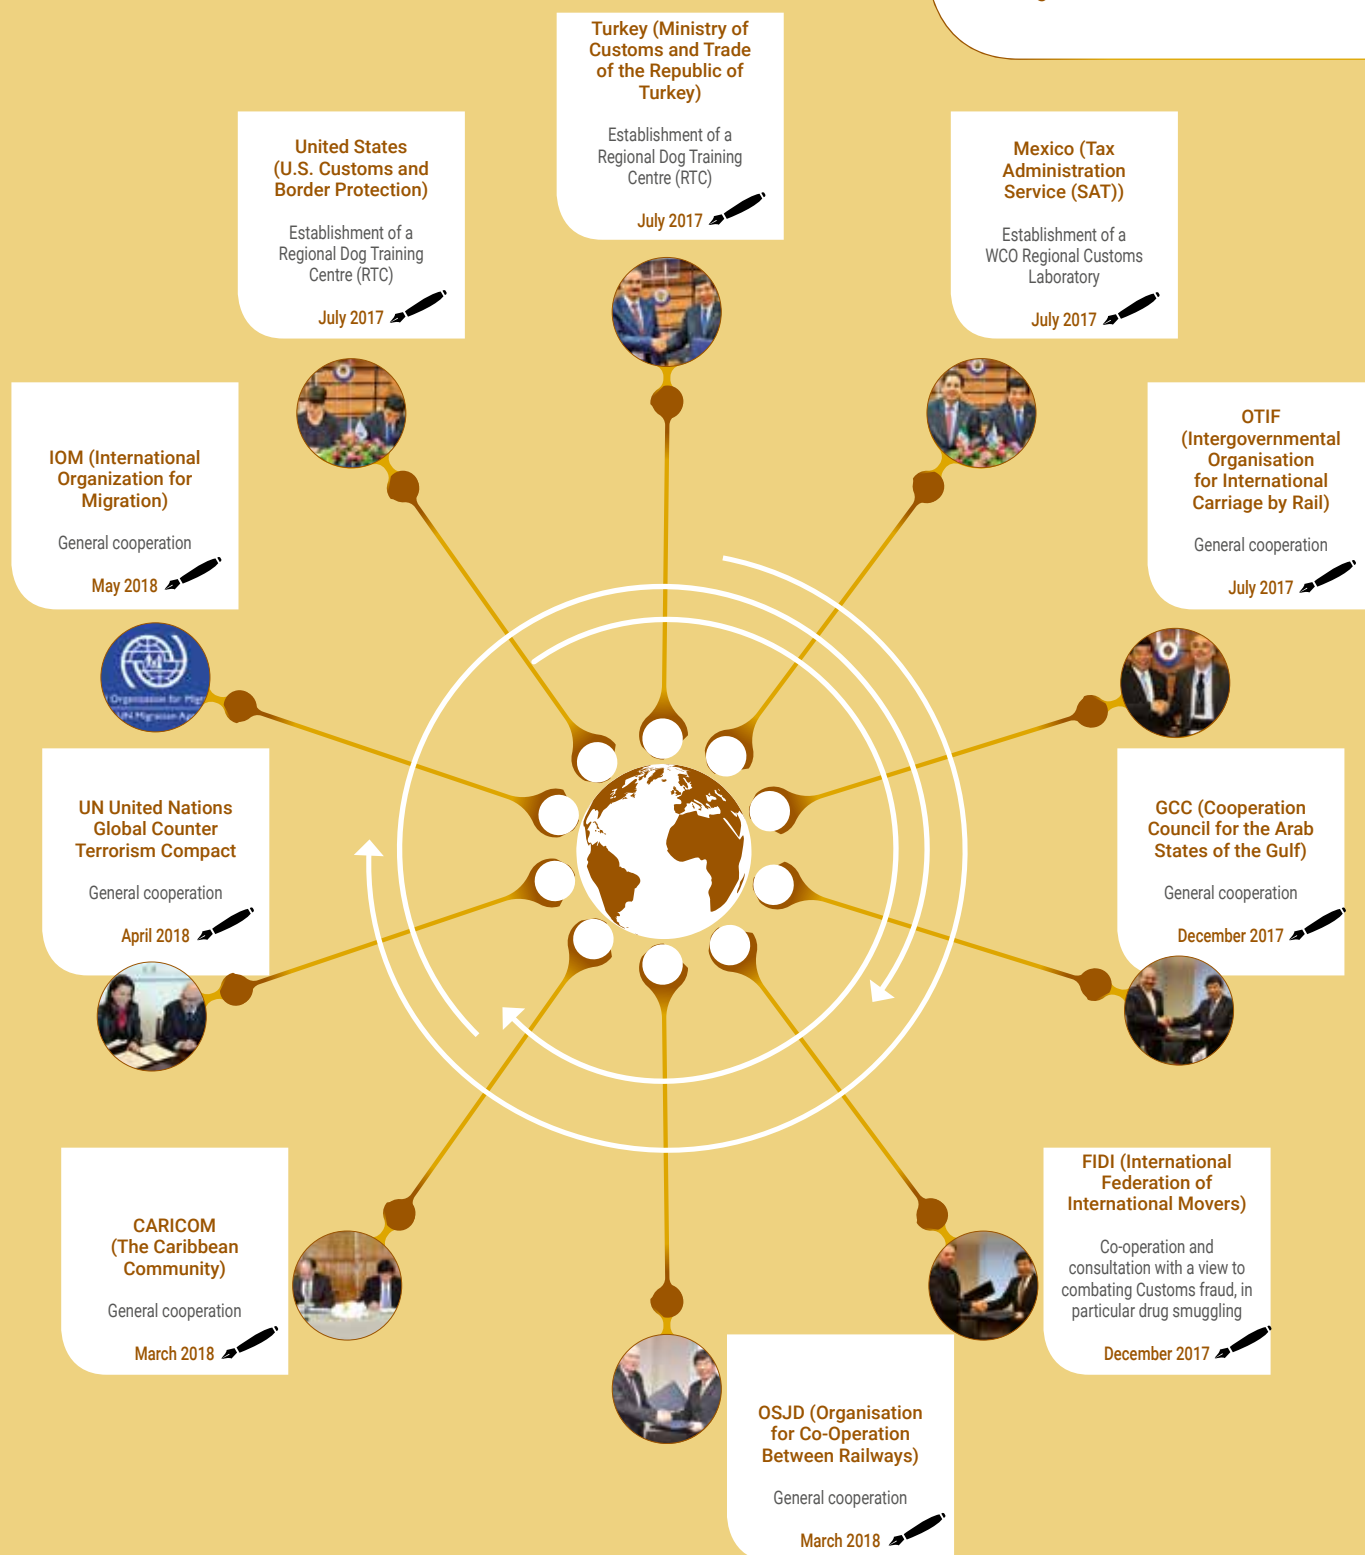 Turkey (Ministry of
Customs and Trade
of the Republic of
Turkey)
Establishment of a
Regional Dog Training
Centre (RTC)
July 2017
United States
(U.S. Customs and
Border Protection)
Establishment of a
Regional Dog Training
Centre (RTC)
July 2017
Mexico (Tax
Administration
Service (SAT))
Establishment of a
WCO Regional Customs
Laboratory
July 2017
IOM (International
Organization for
Migration)
General cooperation
May 2018
OTIF
(Intergovernmental
Organisation
for International
Carriage by Rail)
General cooperation
July 2017
Organization for
UN Migration
UN United Nations
Global Counter
Terrorism Compact
General cooperation
April 2018
GCC (Cooperation
Council for the Arab
States of the Gulf)
General cooperation
December 2017
CARICOM
(The Caribbean
Community)
General cooperation
March 2018
FIDI (International
Federation of
International Movers)
Co-operation and
consultation with a view to
combating Customs fraud, in
particular drug smuggling
December 2017
OSJD (Organisation
for Co-Operation
Between Railways)
General cooperation
March 2018